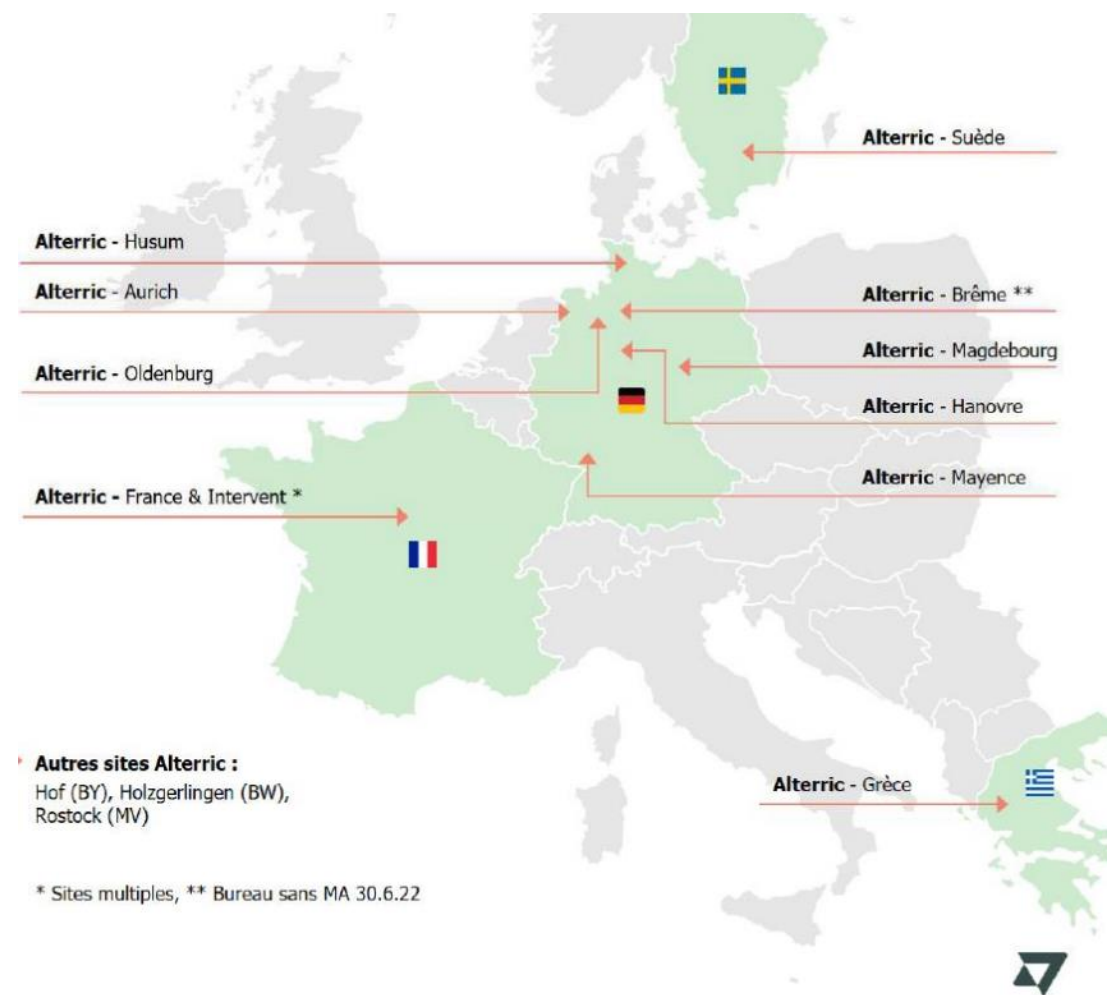 Alterric - Suède
Alterric - Husum
Alterric - Aurich
Alterric - Brême **
Alterric - Magdebourg
Alterric - Oldenburg
Alterric - Hanovre
Alterric - Mayence
Alterric - France & Intervent *
Autres sites Alterric :
Hof (BY), Holzgerlingen (BW),
Rostock (MV)
Alterric - Grèce
* Sites multiples, ** Bureau sans MA 30.6.22